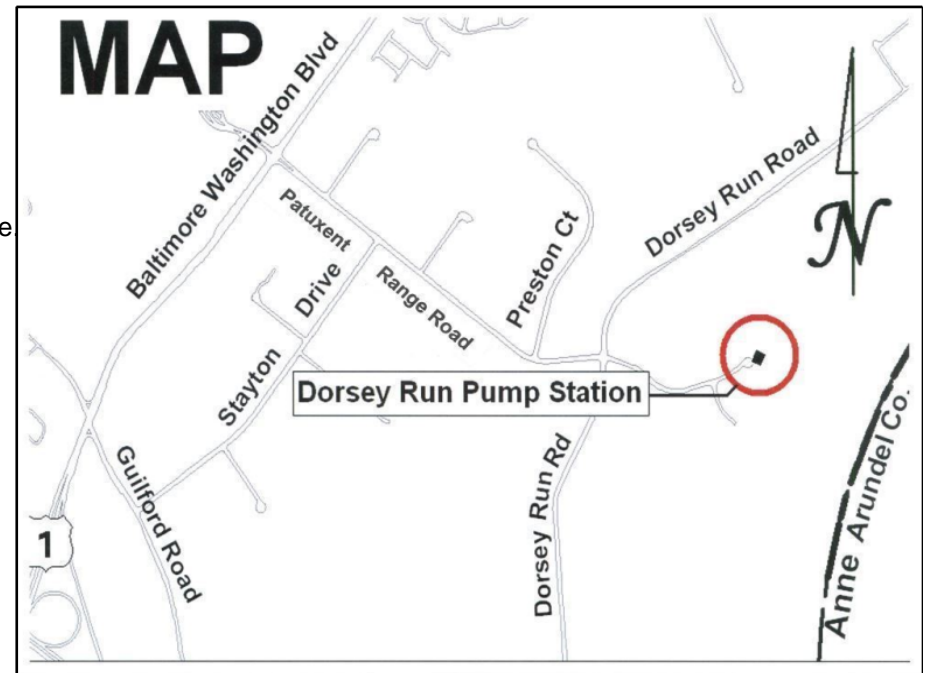 MAP
Baltimore Washington Blvd
Dorsey Run Road
Patuxent
Range Road
Preston Ct
N
Stayton
Drive
Dorsey Run Pump Station
Guilford Road
Dorsey Run Rd
Anne Arundel Co.
1
e.